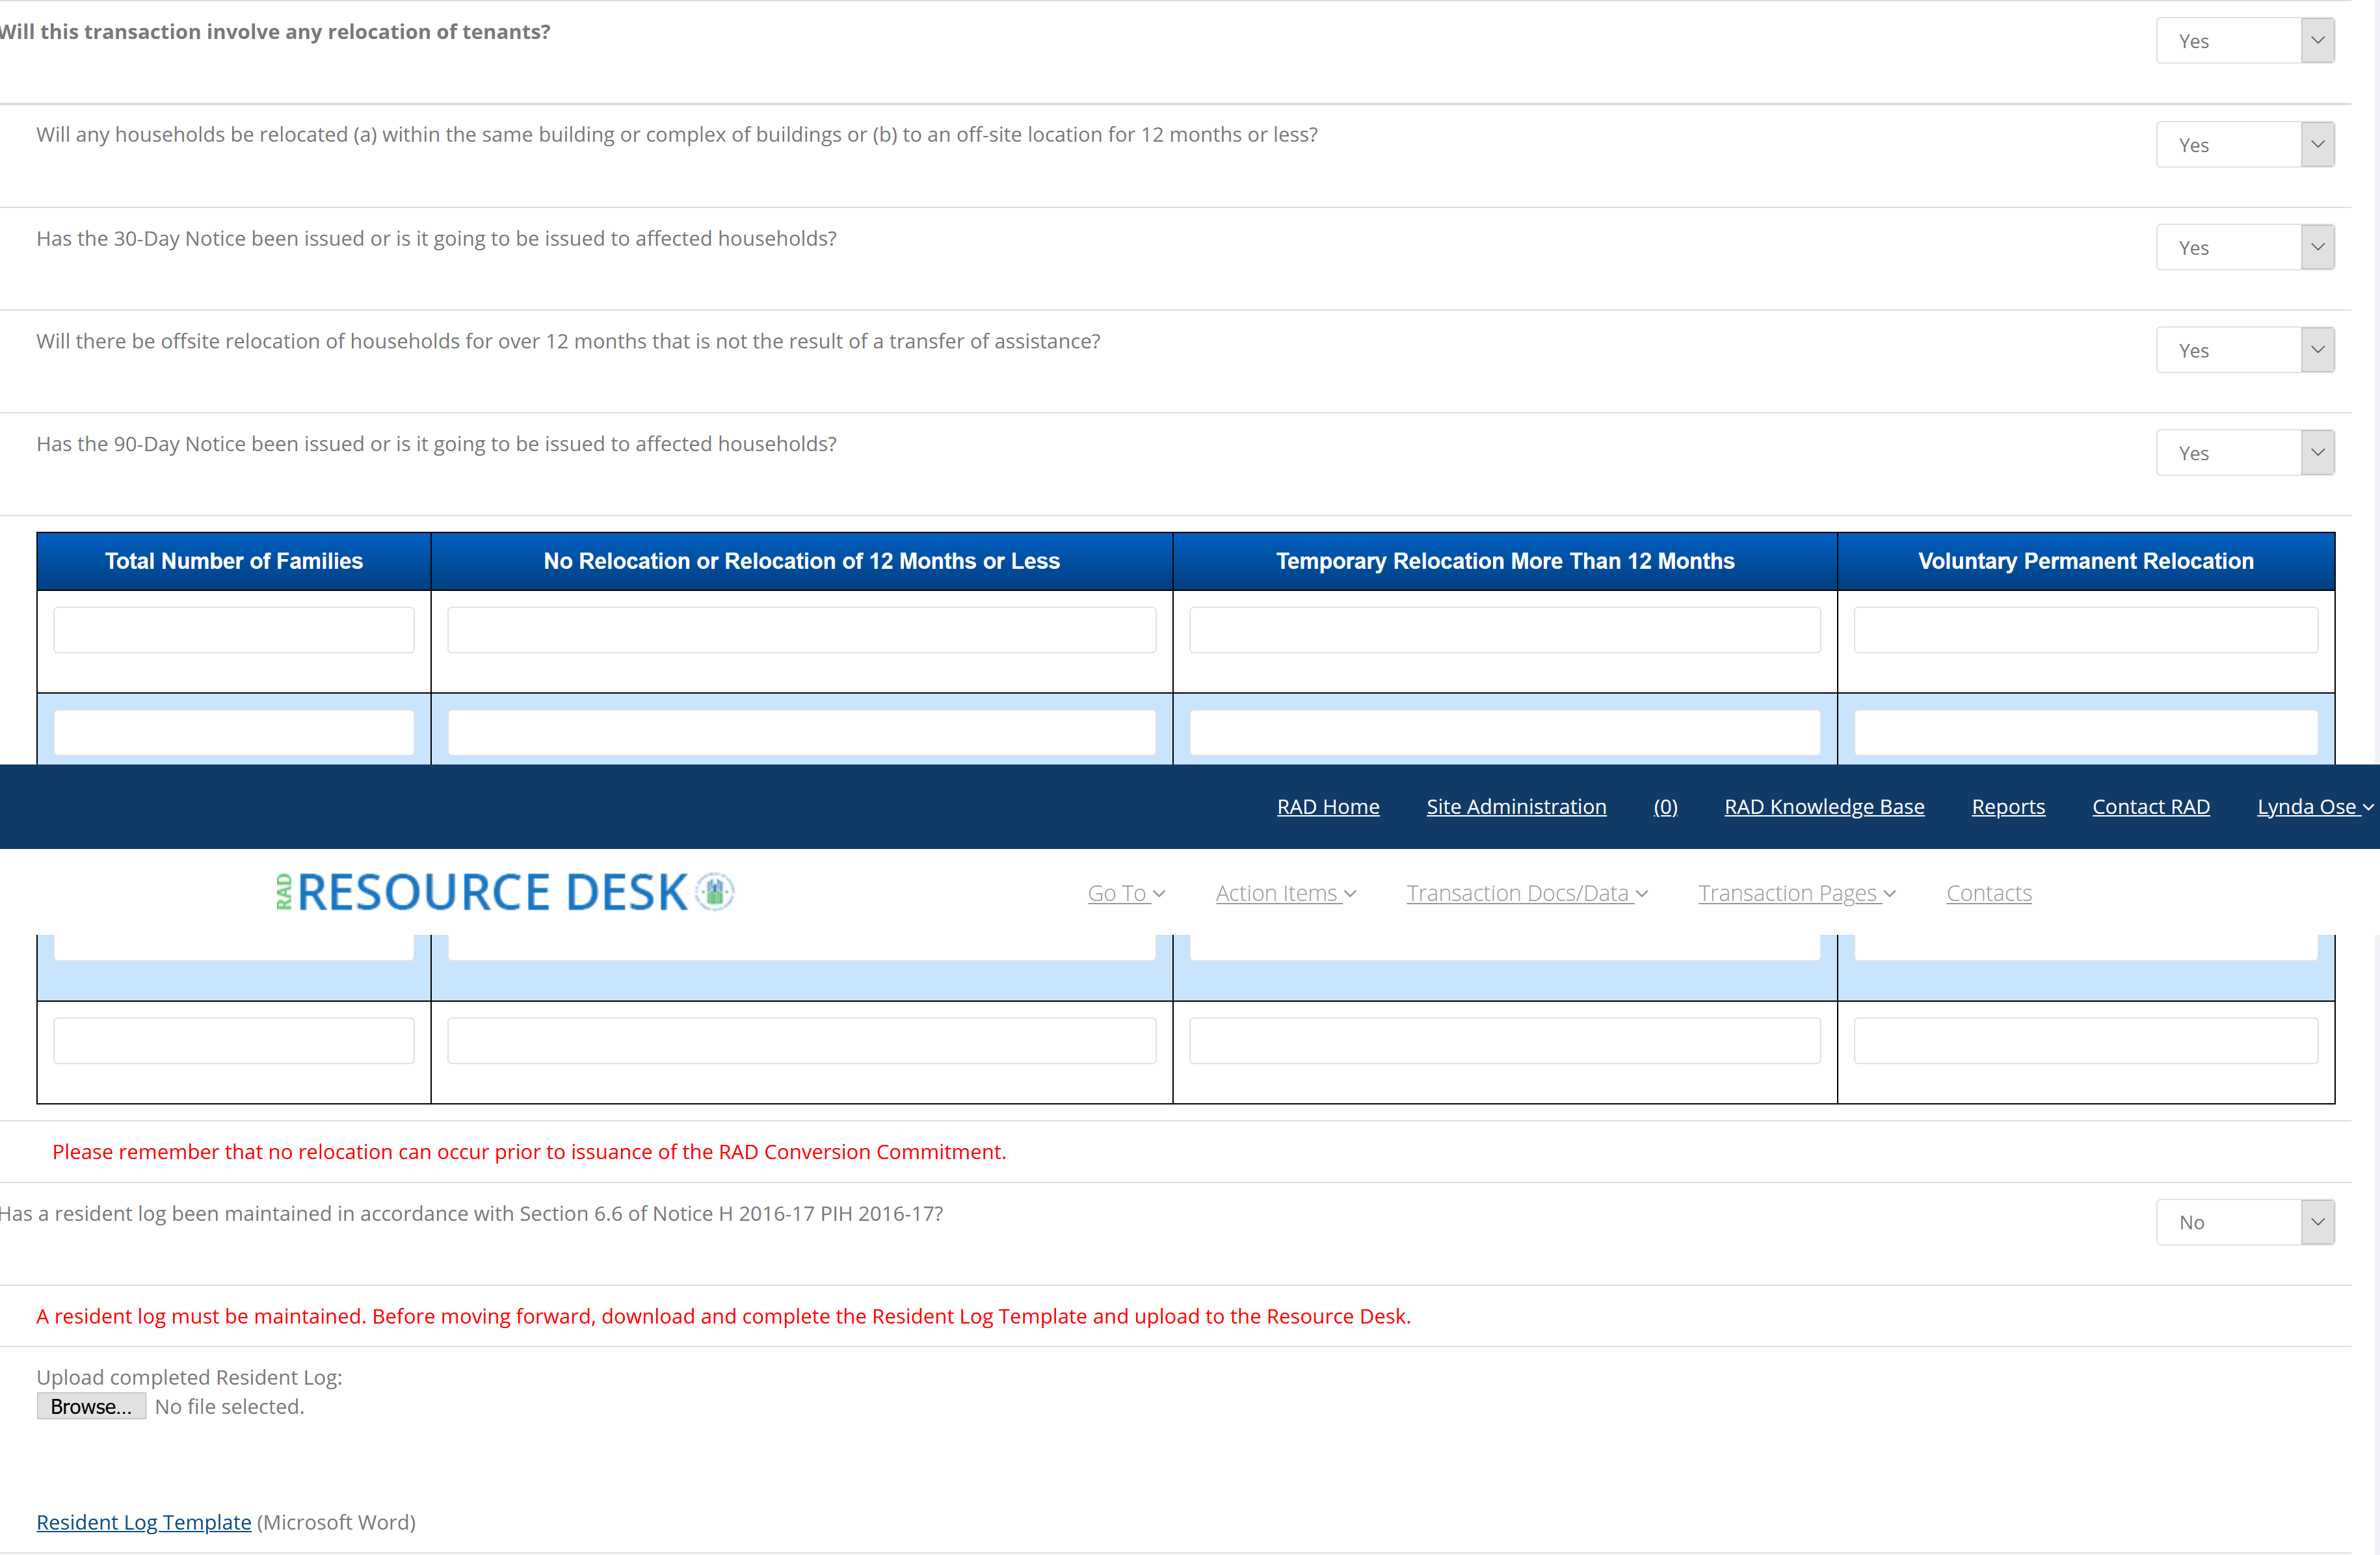 Will this transaction involve any relocation of tenants?
Yes
Will any households be relocated (a) within the same building or complex of buildings or (b) to an off-site location for 12 months or less?
Yes
Has the 30-Day Notice been issued or is it going to be issued to affected households?
Yes
Will there be offsite relocation of households for over 12 months that is not the result of a transfer of assistance?
Yes
Has the 90-Day Notice been issued or is it going to be issued to affected households?
Yes
Total Number of Families
No Relocation or Relocation of 12 Months or Less
Temporary Relocation More Than 12 Months
Voluntary Permanent Relocation
RAD Home
Site Administration
(0)
RAD Knowledge Base
Reports
Contact RAD
Lynda Ose
RAD RESOURCE DESK
Go To
Action Items
Transaction Docs/Data
Transaction Pages
Contacts
Please remember that no relocation can occur prior to issuance of the RAD Conversion Commitment.
Has a resident log been maintained in accordance with Section 6.6 of Notice H 2016-17 PIH 2016-17?
No
A resident log must be maintained. Before moving forward, download and complete the Resident Log Template and upload to the Resource Desk.
Upload completed Resident Log:
Browse... No file selected.
Resident Log Template (Microsoft Word)